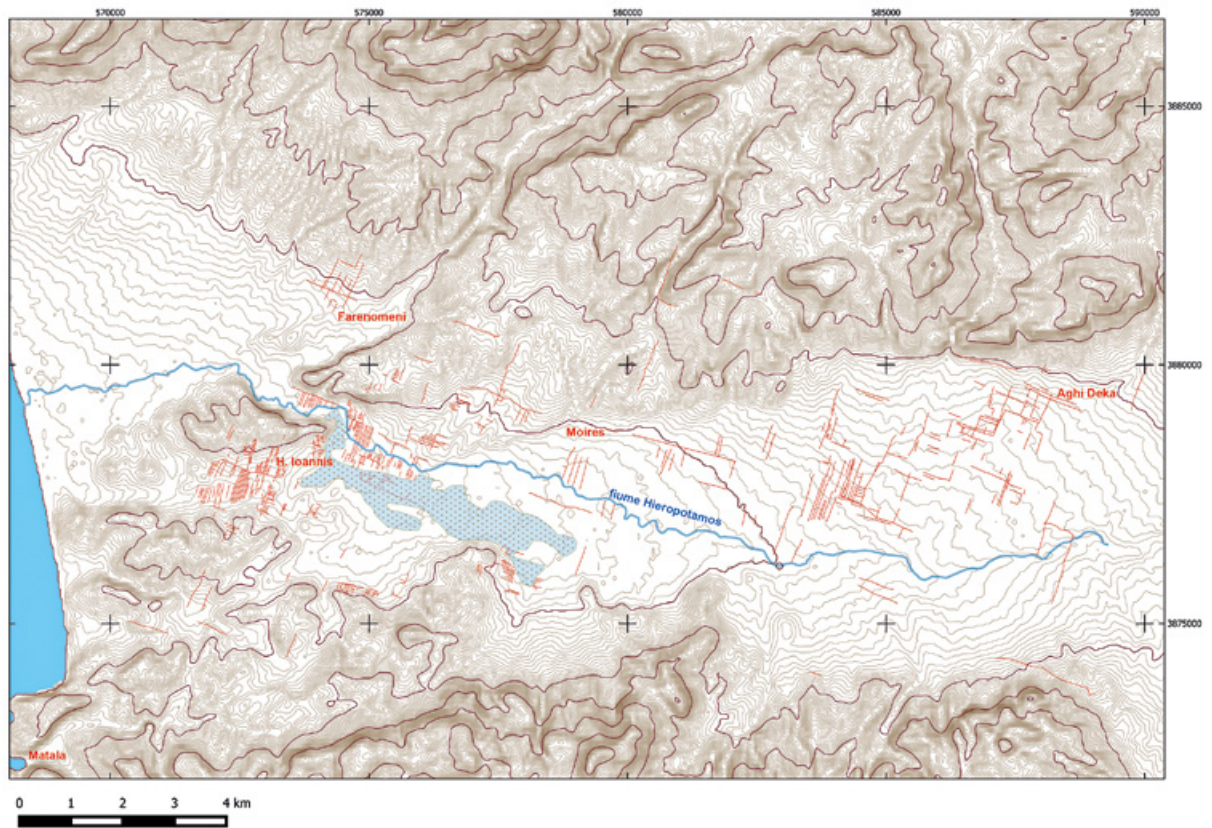 570000 575000 580000 585000 590000
3885000
Farenomeni
3880000
Aghi Deka
Moires
H. Ioannis
fiume Hieropotamos
3875000
Matala
0 1 2 3 4 km